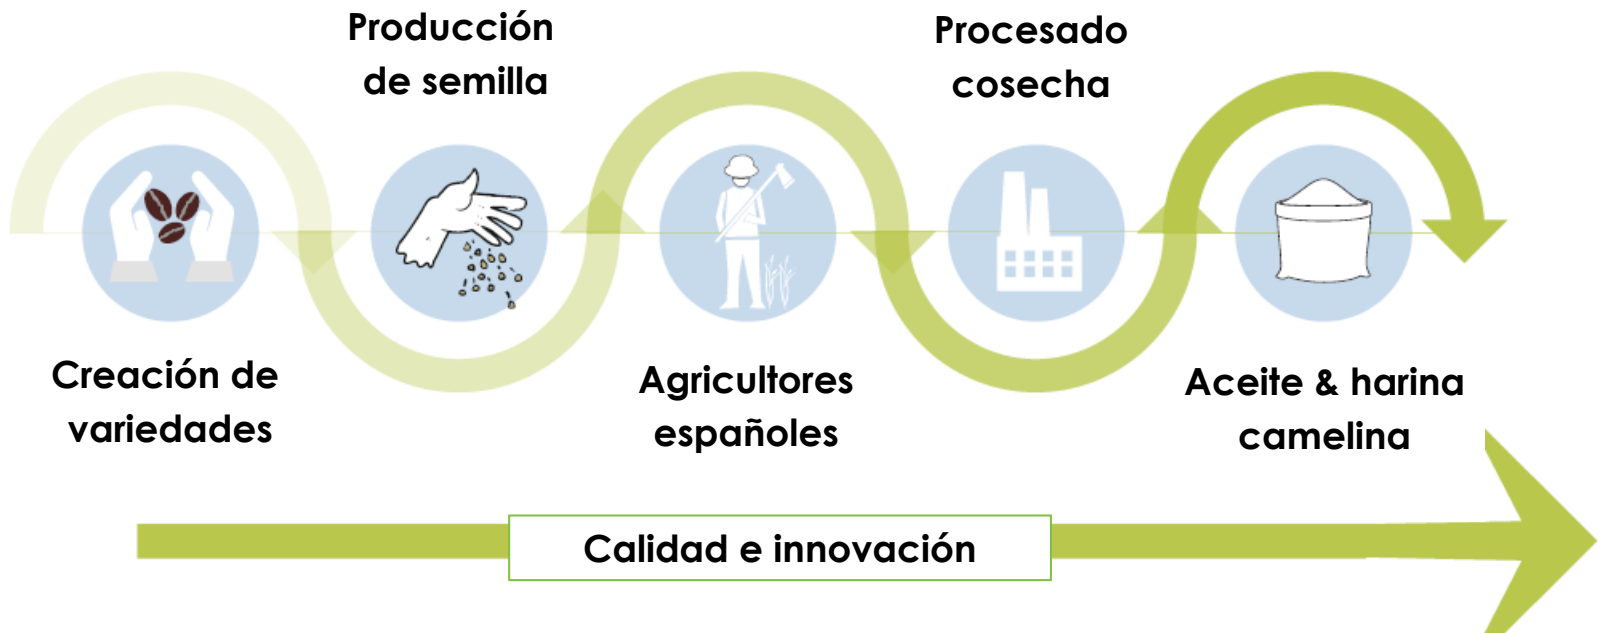 Producción
de semilla
Procesado
cosecha
Creación de
variedades
Agricultores
españoles
Aceite & harina
camelina
Calidad e innovación